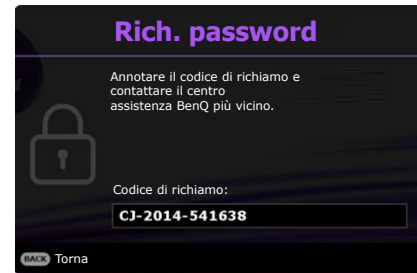 Rich. password
Annotare il codice di richiamo e
contattare il centro
assistenza BenQ più vicino.
Codice di richiamo:
CJ-2014-541638
BACK Torna